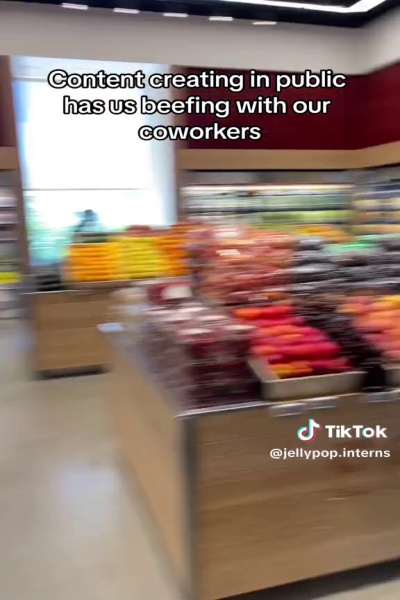 Content creating in public
has us beefing with our
coworkers
TikTok
@jellypop.interns